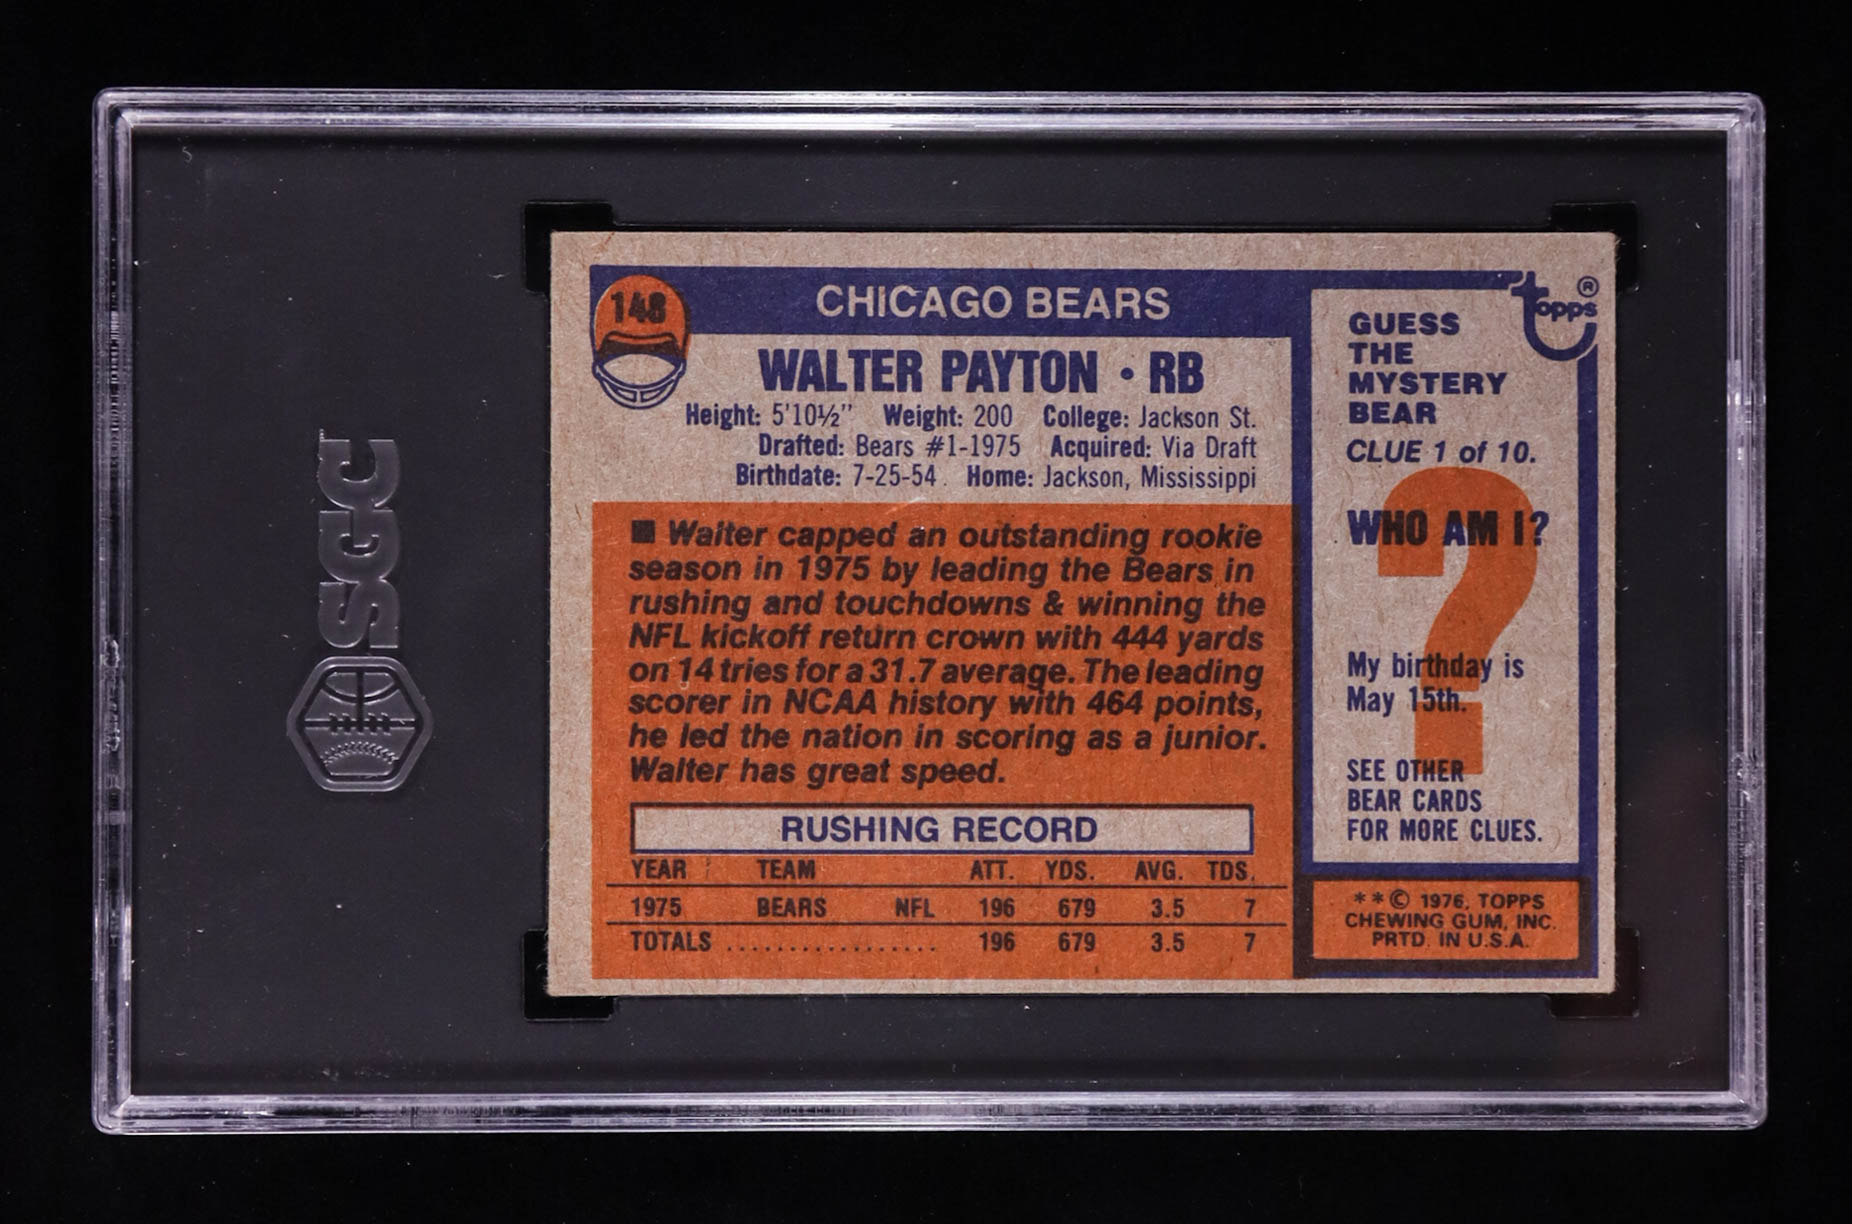 SGC
148
CHICAGO BEARS
WALTER PAYTON • RB
Height: 5'10½" Weight: 200 College: Jackson St.
Drafted: Bears #1-1975 Acquired: Via Draft
Birthdate: 7-25-54 Home: Jackson, Mississippi
■ Walter capped an outstanding rookie
season in 1975 by leading the Bears in
rushing and touchdowns & winning the
NFL kickoff return crown with 444 yards
on 14 tries for a 31.7 average. The leading
scorer in NCAA history with 464 points,
he led the nation in scoring as a junior.
Walter has great speed.
RUSHING RECORD
YEAR TEAM ATT. YDS. AVG. TDS.
1975 BEARS NFL 196 679 3.5 7
TOTALS .................. 196 679 3.5 7
topps®
GUESS
THE
MYSTERY
BEAR
CLUE 1 of 10.
WHO AM I?
?
My birthday is
May 15th.
SEE OTHER
BEAR CARDS
FOR MORE CLUES.
**© 1976, TOPPS
CHEWING GUM, INC.
PRTD. IN U.S.A.